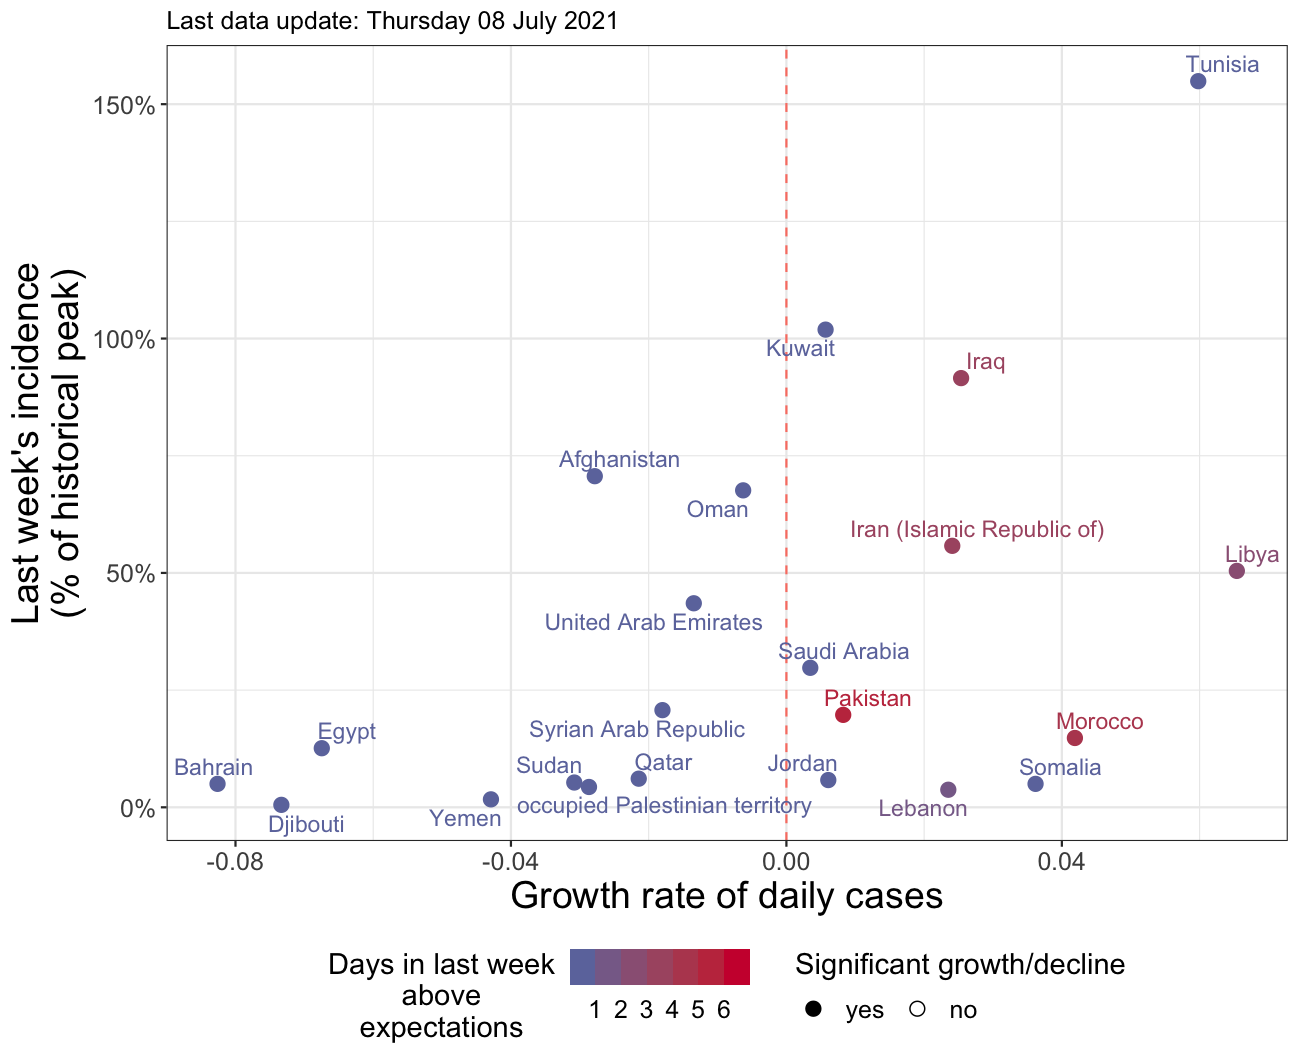 Last data update: Thursday 08 July 2021
Last week's incidence
(% of historical peak)
150%
100%
50%
0%
Tunisia
Kuwait
Iraq
Afghanistan
Oman
Iran (Islamic Republic of)
Libya
United Arab Emirates
Saudi Arabia
Pakistan
Morocco
Syrian Arab Republic
Egypt
Bahrain
Sudan
Qatar
Jordan
Somalia
occupied Palestinian territory
Lebanon
Yemen
Djibouti
-0.08 -0.04 0.00 0.04
Growth rate of daily cases
Days in last week
above
expectations
1 2 3 4 5 6
Significant growth/decline
yes no